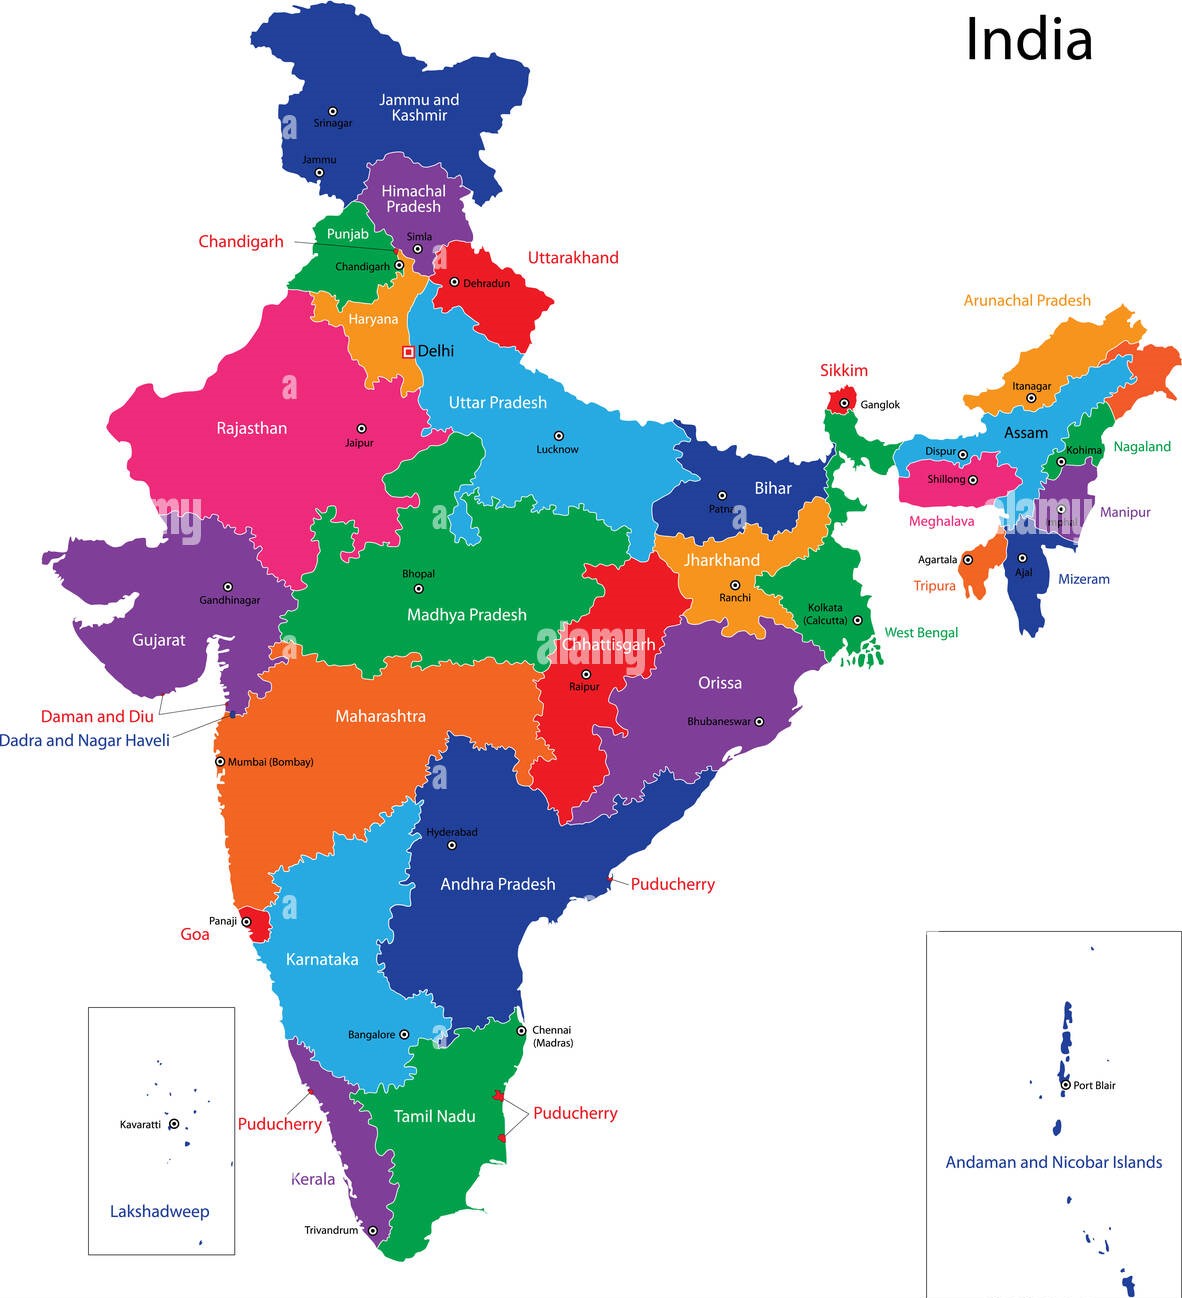 India
Jammu and
Kashmir
Srinagar
Jammu
Himachal
Pradesh
Simla
Punjab
Chandigarh
Chandigarh
Uttarakhand
Dehradun
Haryana
Delhi
Arunachal Pradesh
Itanagar
Sikkim
Ganglok
Uttar Pradesh
Lucknow
Rajasthan
Jaipur
Assam
Dispur
Kohima
Nagaland
Shillong
Meghalava
Manipur
Imphal
Bihar
Patna
Agartala
Tripura
Ajal
Mizeram
Jharkhand
Ranchi
Bhopal
Madhya Pradesh
Gandhinagar
Gujarat
Kolkata
(Calcutta)
West Bengal
Chhattisgarh
Raipur
Orissa
Bhubaneswar
Daman and Diu
Dadra and Nagar Haveli
Maharashtra
Mumbai (Bombay)
Hyderabad
Andhra Pradesh
Puducherry
Panaji
Goa
Karnataka
Bangalore
Chennai
(Madras)
Tamil Nadu
Puducherry
Puducherry
Kerala
Trivandrum
Kavaratti
Lakshadweep
Port Blair
Andaman and Nicobar Islands
alamy
alamy
alamy
a
a
a
a
a
a
a
a
a